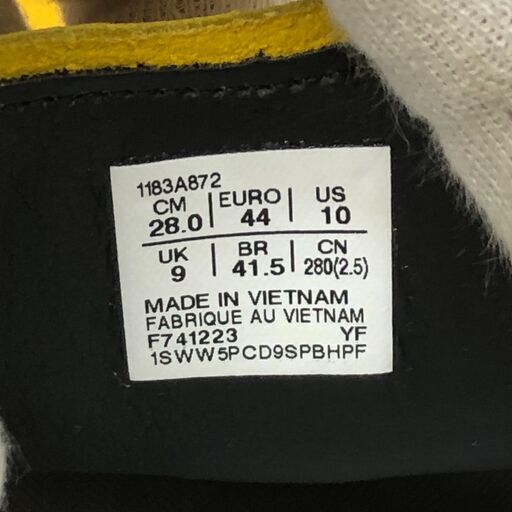 1183A872
CM EURO US
28.0 44 10
UK BR CN
9 41.5 280(2.5)
MADE IN VIETNAM
FABRIQUE AU VIETNAM
F741223 YF
1SWW5PCD9SPBHPF